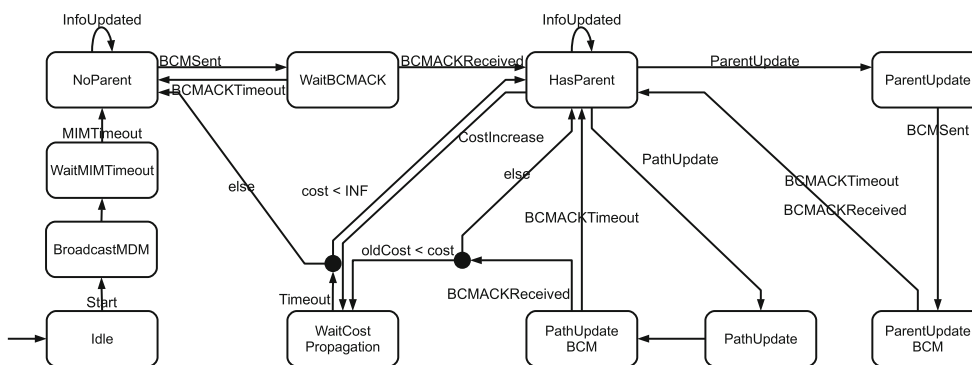 InfoUpdated
InfoUpdated
NoParent
BCMSent
WaitBCMACK
BCMACKReceived
HasParent
ParentUpdate
ParentUpdate
BCMACKTimeout
MIMTimeout
CostIncrease
BCMSent
PathUpdate
WaitMIMTimeout
else
cost < INF
else
BCMACKTimeout
BCMACKReceived
BCMACKTimeout
BroadcastMDM
oldCost < cost
Start
Timeout
BCMACKReceived
Idle
WaitCost
Propagation
PathUpdate
BCM
PathUpdate
ParentUpdate
BCM